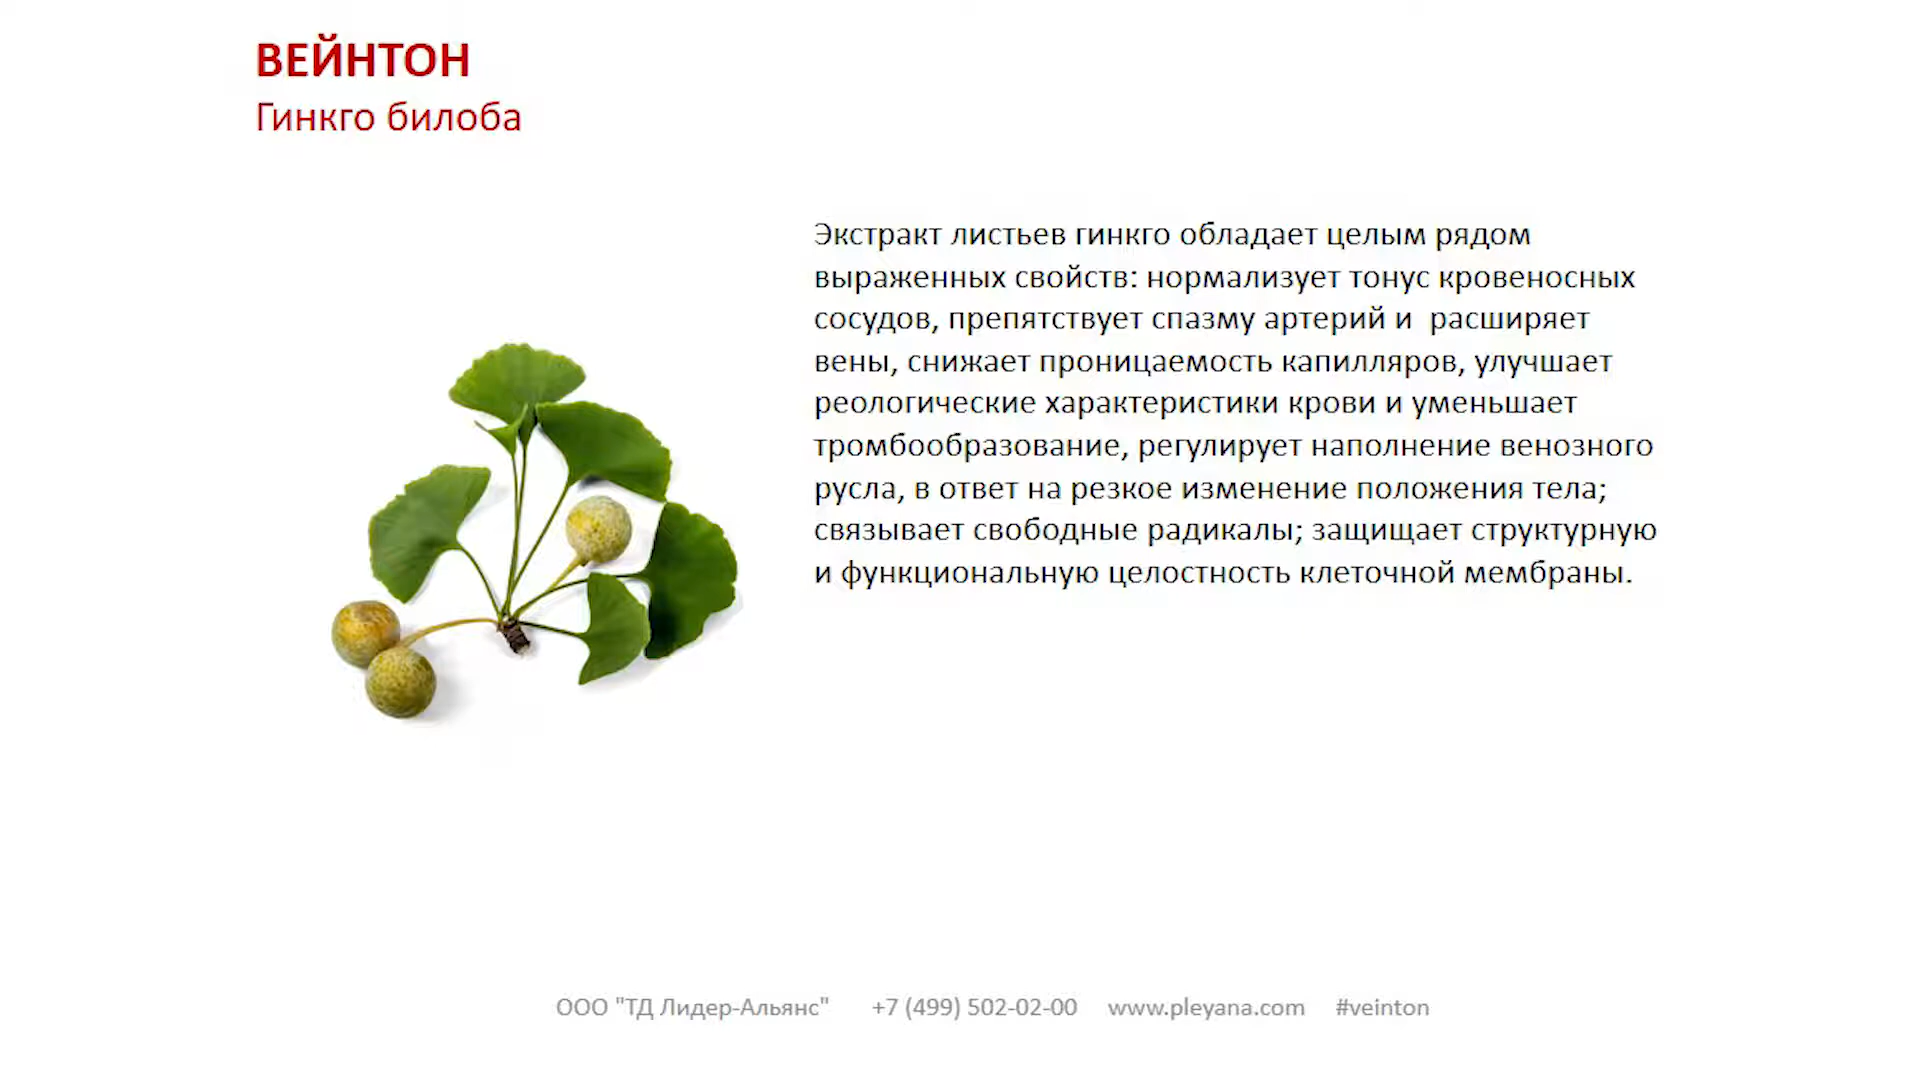 ВЕЙНТОН
Гинкго билоба
Экстракт листьев гинкго обладает целым рядом
выраженных свойств: нормализует тонус кровеносных
сосудов, препятствует спазму артерий и  расширяет
вены, снижает проницаемость капилляров, улучшает
реологические характеристики крови и уменьшает
тромбообразование, регулирует наполнение венозного
русла, в ответ на резкое изменение положения тела;
связывает свободные радикалы; защищает структурную
и функциональную целостность клеточной мембраны.
ООО "ТД Лидер-Альянс" +7 (499) 502-02-00 www.pleyana.com #veinton